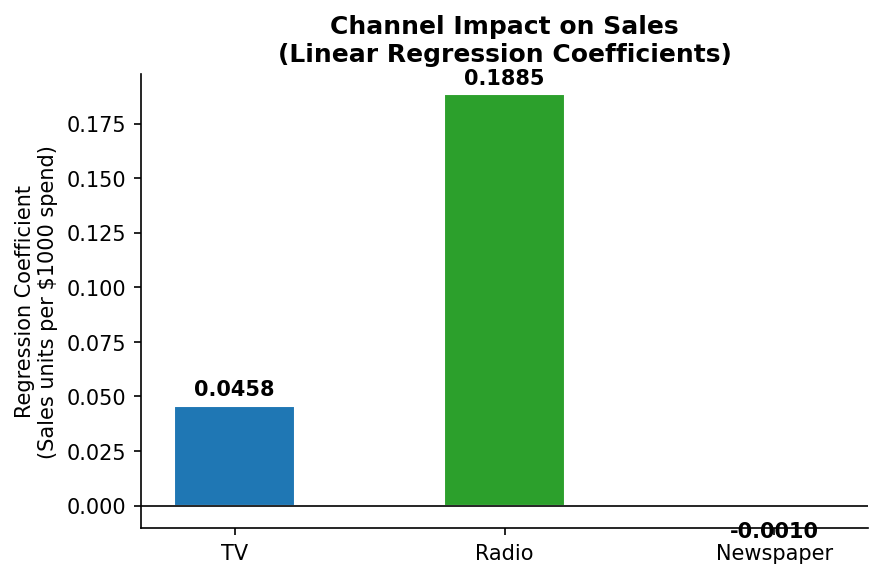 Channel Impact on Sales
(Linear Regression Coefficients)
Regression Coefficient
(Sales units per $1000 spend)
0.175
0.150
0.125
0.100
0.075
0.050
0.025
0.000
0.0458
0.1885
-0.0010
TV
Radio
Newspaper